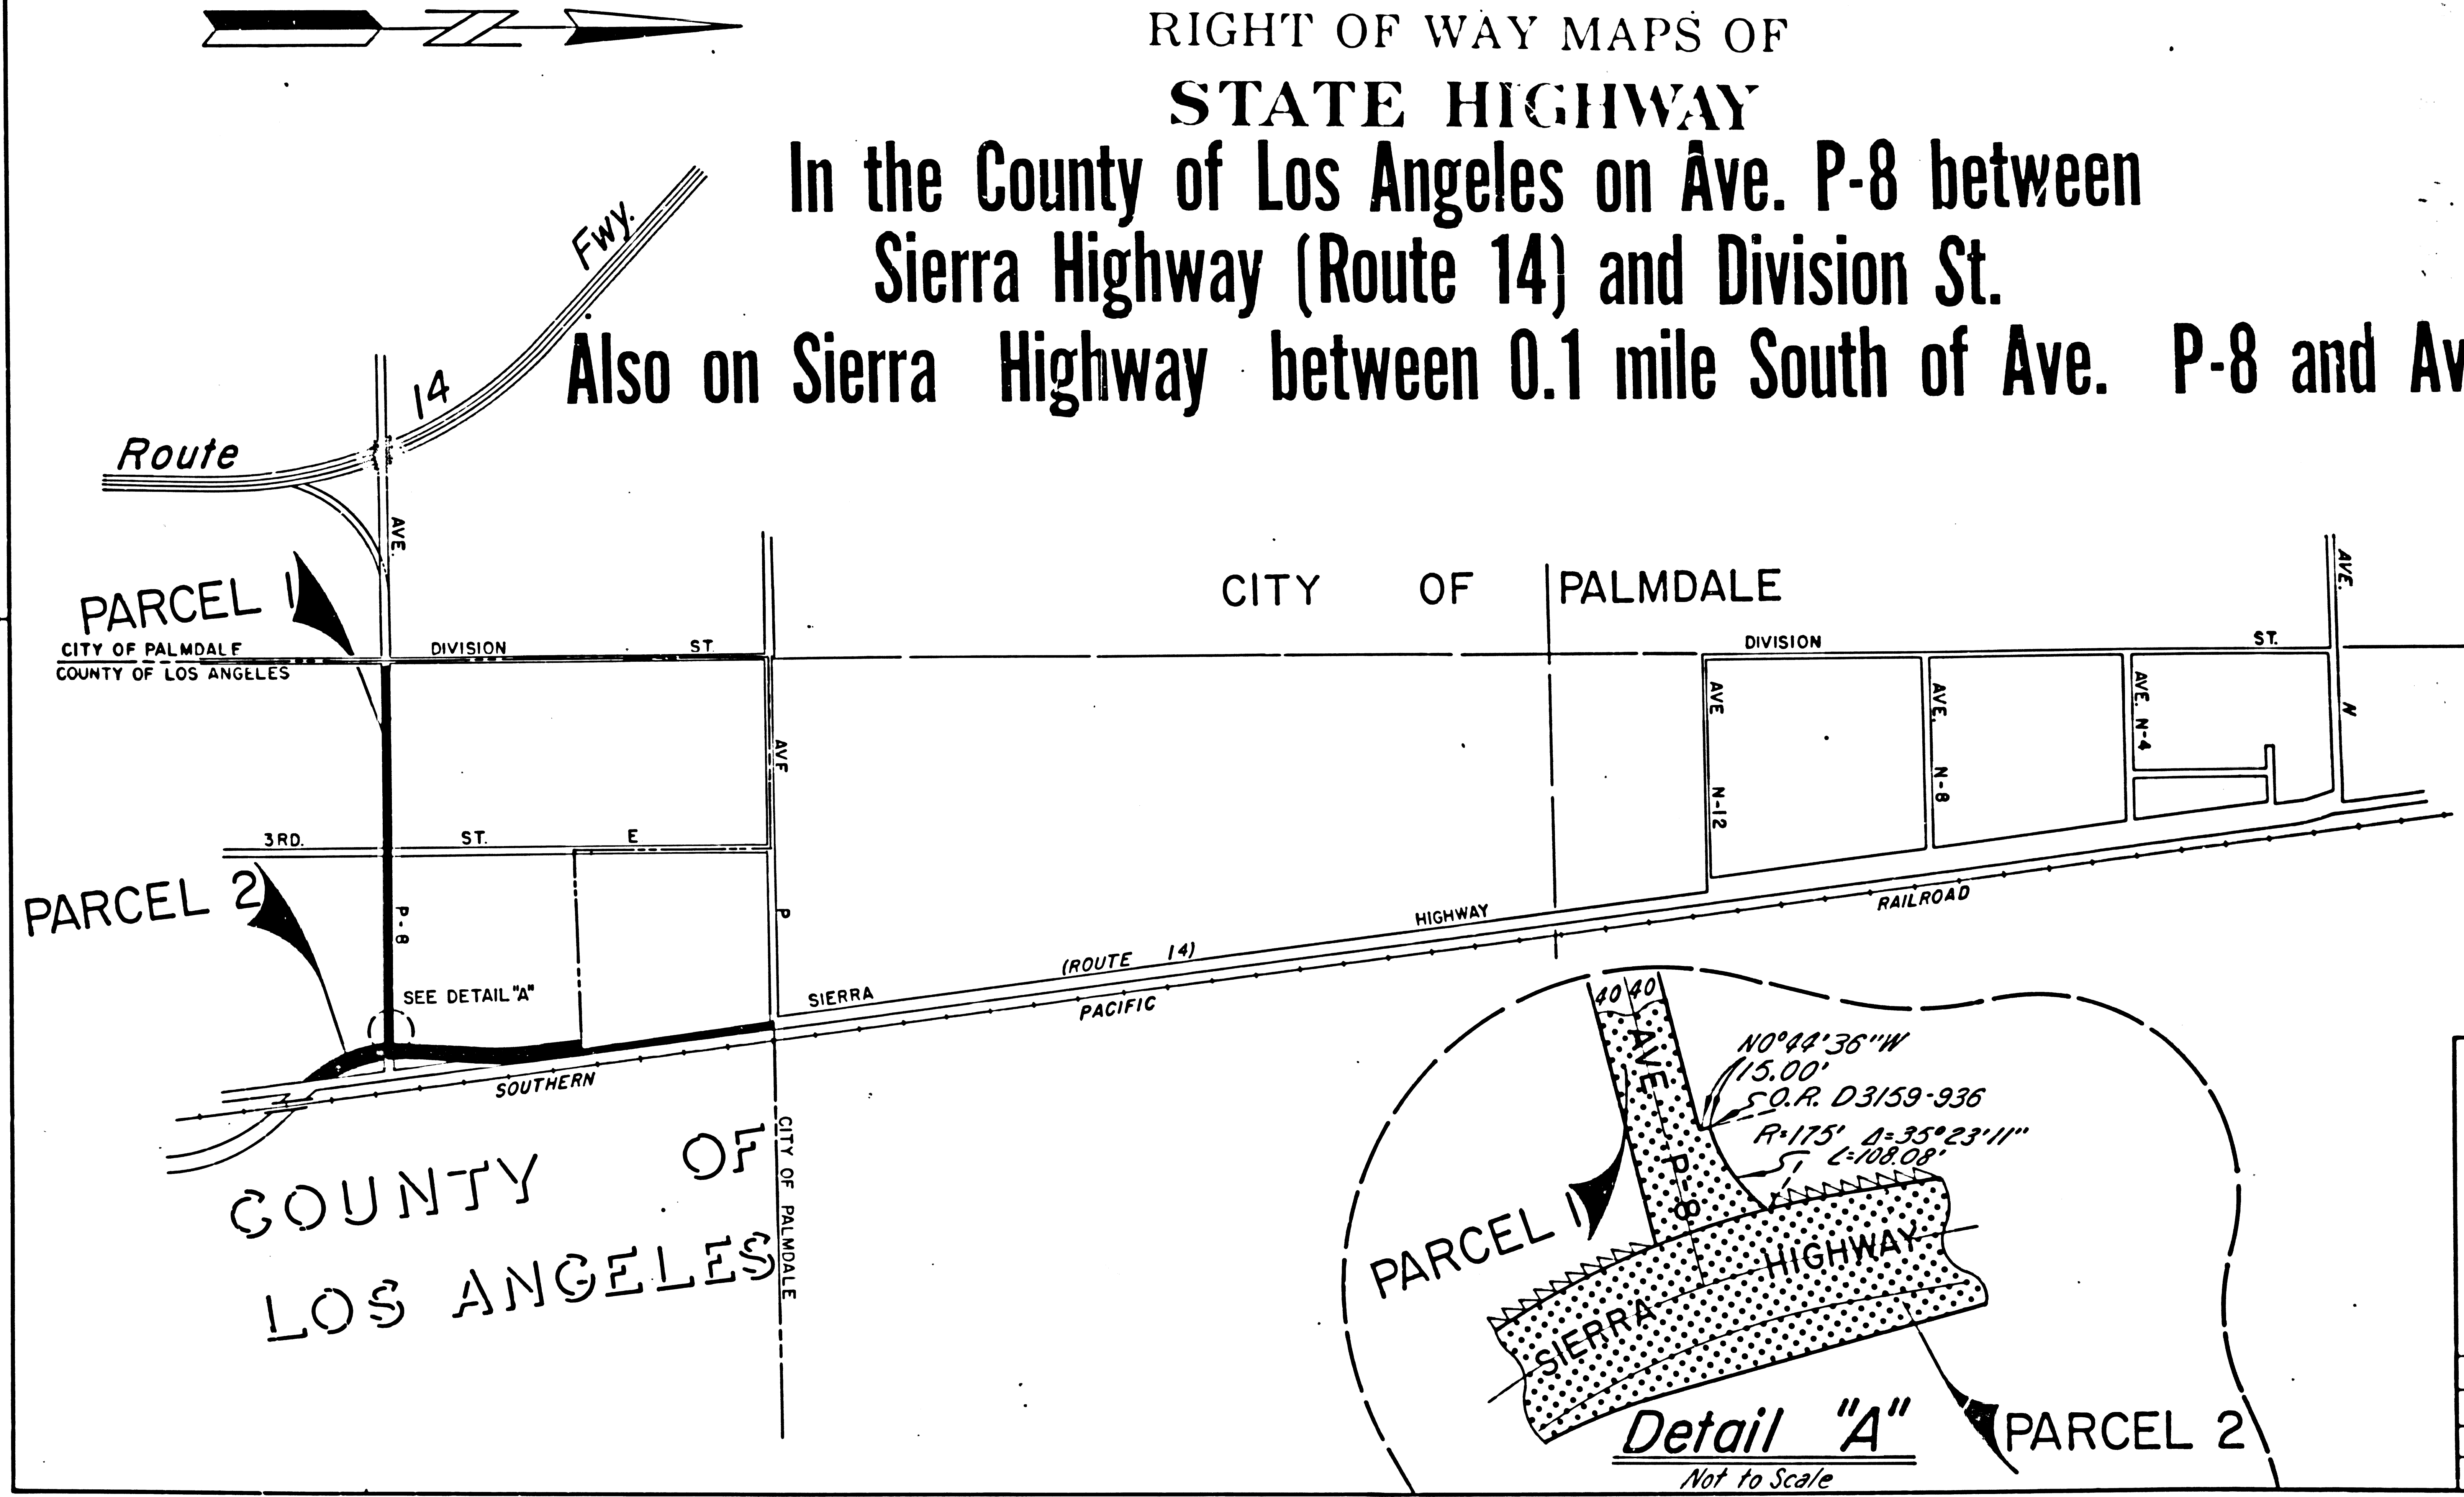 RIGHT OF WAY MAPS OF
STATE HIGHWAY
In the County of Los Angeles on Ave. P-8 between
Sierra Highway (Route 14) and Division St.
Also on Sierra Highway between 0.1 mile South of Ave. P-8 and Av
Route 14 Fwy.
AVE.
PARCEL 1
CITY OF PALMDALE
COUNTY OF LOS ANGELES
DIVISION ST.
CITY OF PALMDALE
DIVISION ST.
AVE. N
AVE P
AVE N-12
AVE. N-8
AVE. N-4
3RD. ST. E
PARCEL 2
P-8
SEE DETAIL "A"
SIERRA (ROUTE 14) HIGHWAY
SOUTHERN PACIFIC RAILROAD
COUNTY OF
LOS ANGELES
CITY OF PALMDALE
40 40
AVE P-8
N0°44'36"W
15.00'
O.R. D3159-936
R=175' Δ=35°23'11"
L=108.08'
PARCEL 1
SIERRA HIGHWAY
PARCEL 2
Detail "A"
Not to Scale